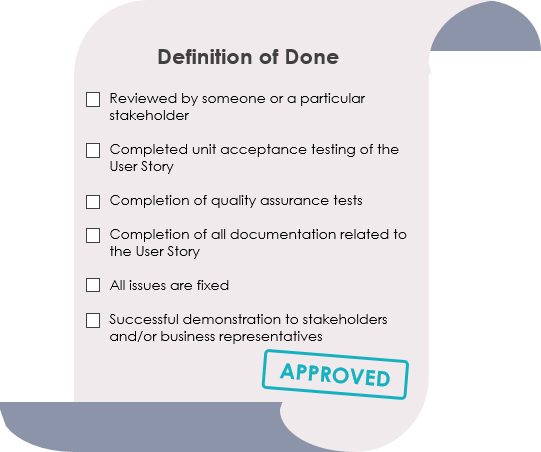 Definition of Done
Reviewed by someone or a particular
stakeholder
Completed unit acceptance testing of the
User Story
Completion of quality assurance tests
Completion of all documentation related to
the User Story
All issues are fixed
Successful demonstration to stakeholders
and/or business representatives
APPROVED